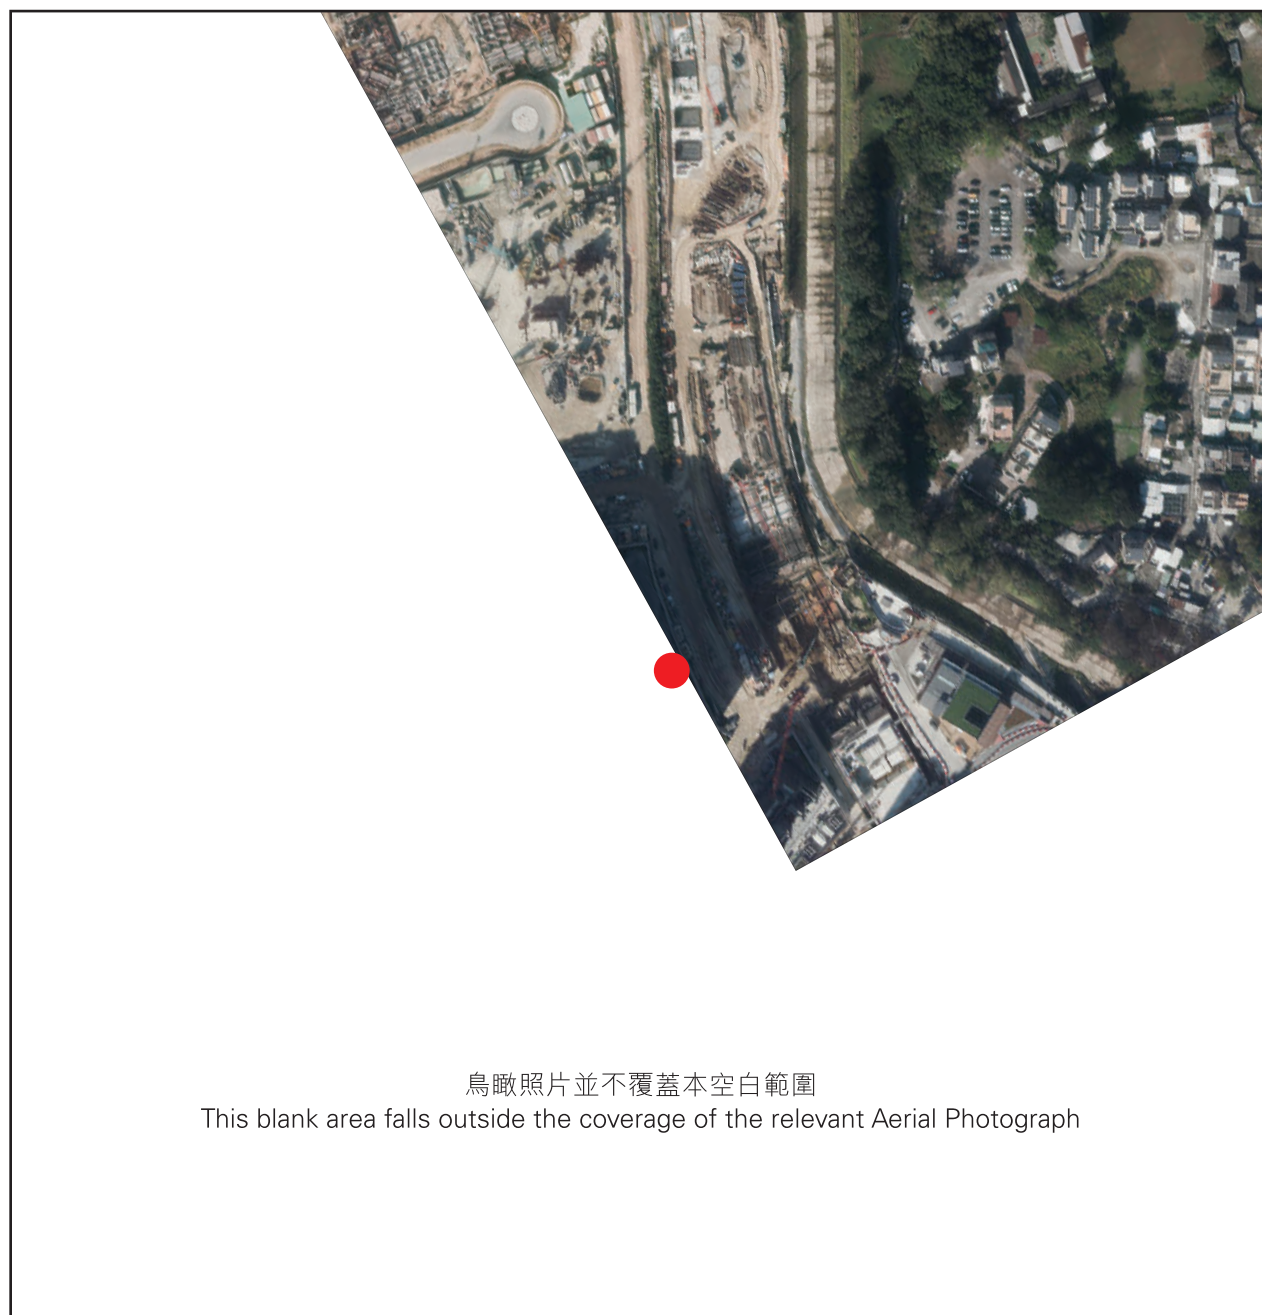 鳥瞰照片並不覆蓋本空白範圍
This blank area falls outside the coverage of the relevant Aerial Photograph